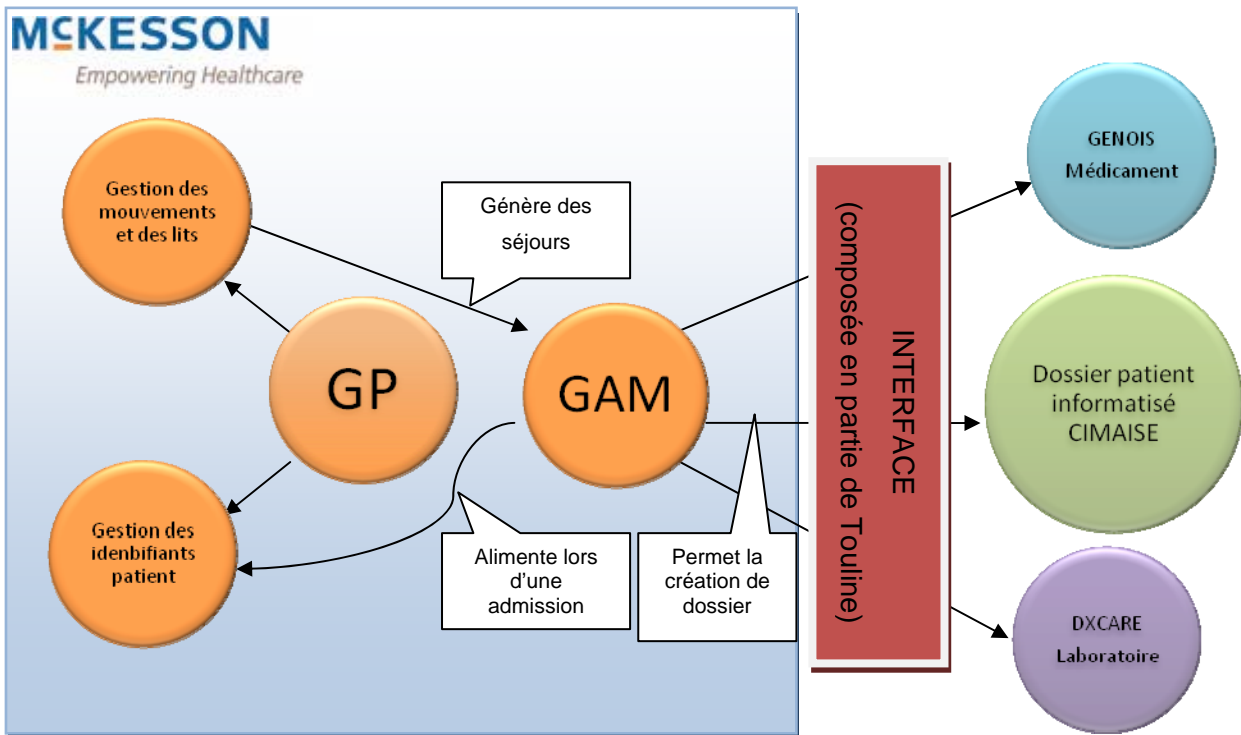 McKESSON
Empowering Healthcare
Gestion des
mouvements
et des lits
Génère des
séjours
GP
GAM
Gestion des
idenbifiants
patient
Alimente lors
d’une
admission
Permet la
création de
dossier
INTERFACE
(composée en partie de Touline)
GENOIS
Médicament
Dossier patient
informatisé
CIMAISE
DXCARE
Laboratoire